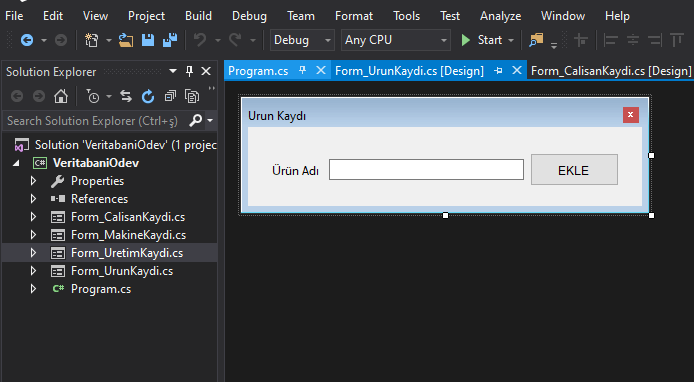 File Edit View Project Build Debug Team Format Tools Test Analyze Window Help
Debug Any CPU Start
Solution Explorer
Program.cs Form_UrunKaydi.cs [Design] Form_CalisanKaydi.cs [Design]
Search Solution Explorer (Ctrl+ş)
Solution 'VeritabaniOdev' (1 projec
VeritabaniOdev
Properties
References
Form_CalisanKaydi.cs
Form_MakineKaydi.cs
Form_UretimKaydi.cs
Form_UrunKaydi.cs
C# Program.cs
Urun Kaydı
Ürün Adı EKLE